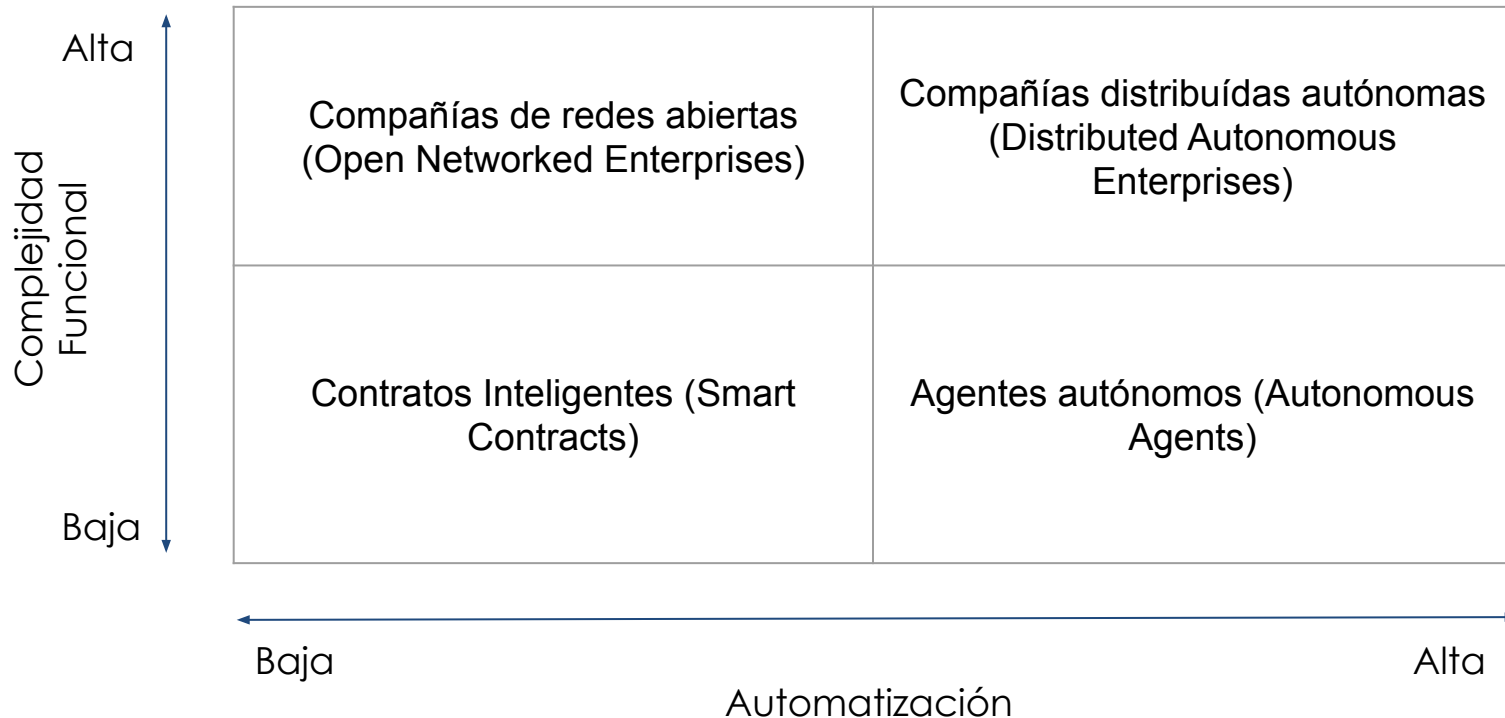 Alta
Complejidad
Funcional
Baja
Compañías de redes abiertas
(Open Networked Enterprises)
Compañías distribuídas autónomas
(Distributed Autonomous
Enterprises)
Contratos Inteligentes (Smart
Contracts)
Agentes autónomos (Autonomous
Agents)
Baja
Alta
Automatización